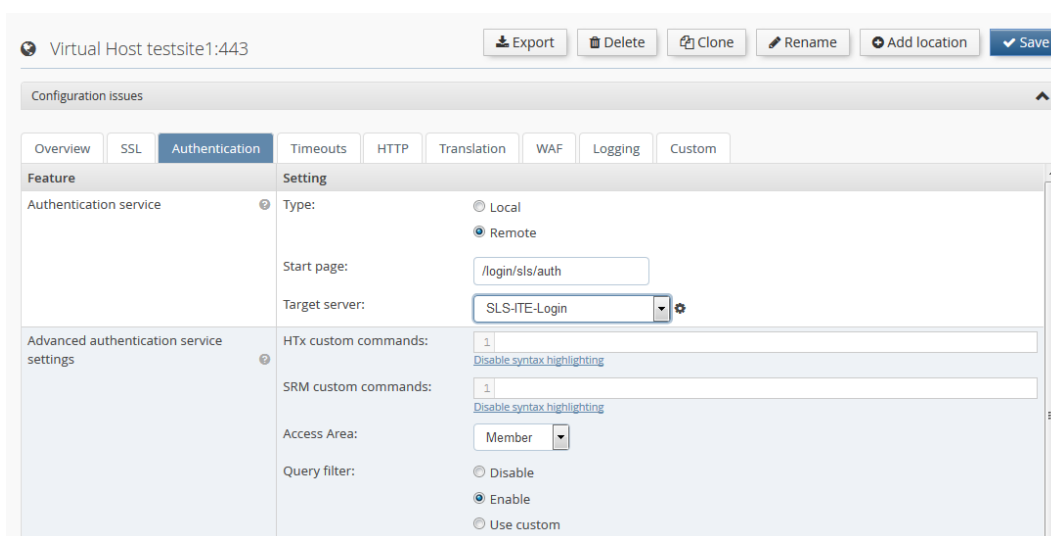 Virtual Host testsite1:443 Export Delete Clone Rename Add location Save
Configuration issues
Overview SSL Authentication Timeouts HTTP Translation WAF Logging Custom
Feature Setting
Authentication service Type: Local
Remote
Start page: /login/sls/auth
Target server: SLS-ITE-Login
Advanced authentication service settings HTx custom commands: 1
Disable syntax highlighting
SRM custom commands: 1
Disable syntax highlighting
Access Area: Member
Query filter: Disable
Enable
Use custom